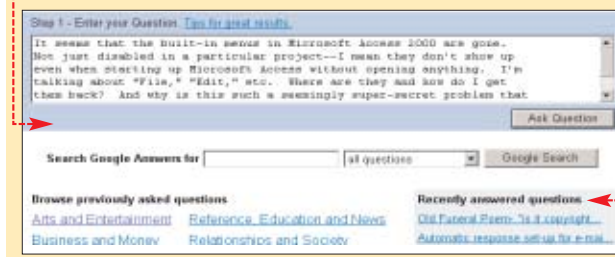 Step 1 - Enter your Question. Tips for great results.
It seems that the built-in menus in Microsoft Access 2000 are gone.
Not just disabled in a particular project--I mean they don't show up
even when starting up Microsoft Access without opening anything. I'm
talking about "File," "Edit," etc. Where are they and how do I get
them back? And why is this such a seemingly super-secret problem that
Ask Question
Search Google Answers for all questions Google Search
Browse previously asked questions Recently answered questions
Arts and Entertainment Reference, Education and News Old Funeral Poem- "is it copyright...
Business and Money Relationships and Society Automatic response set-up for e-mai...